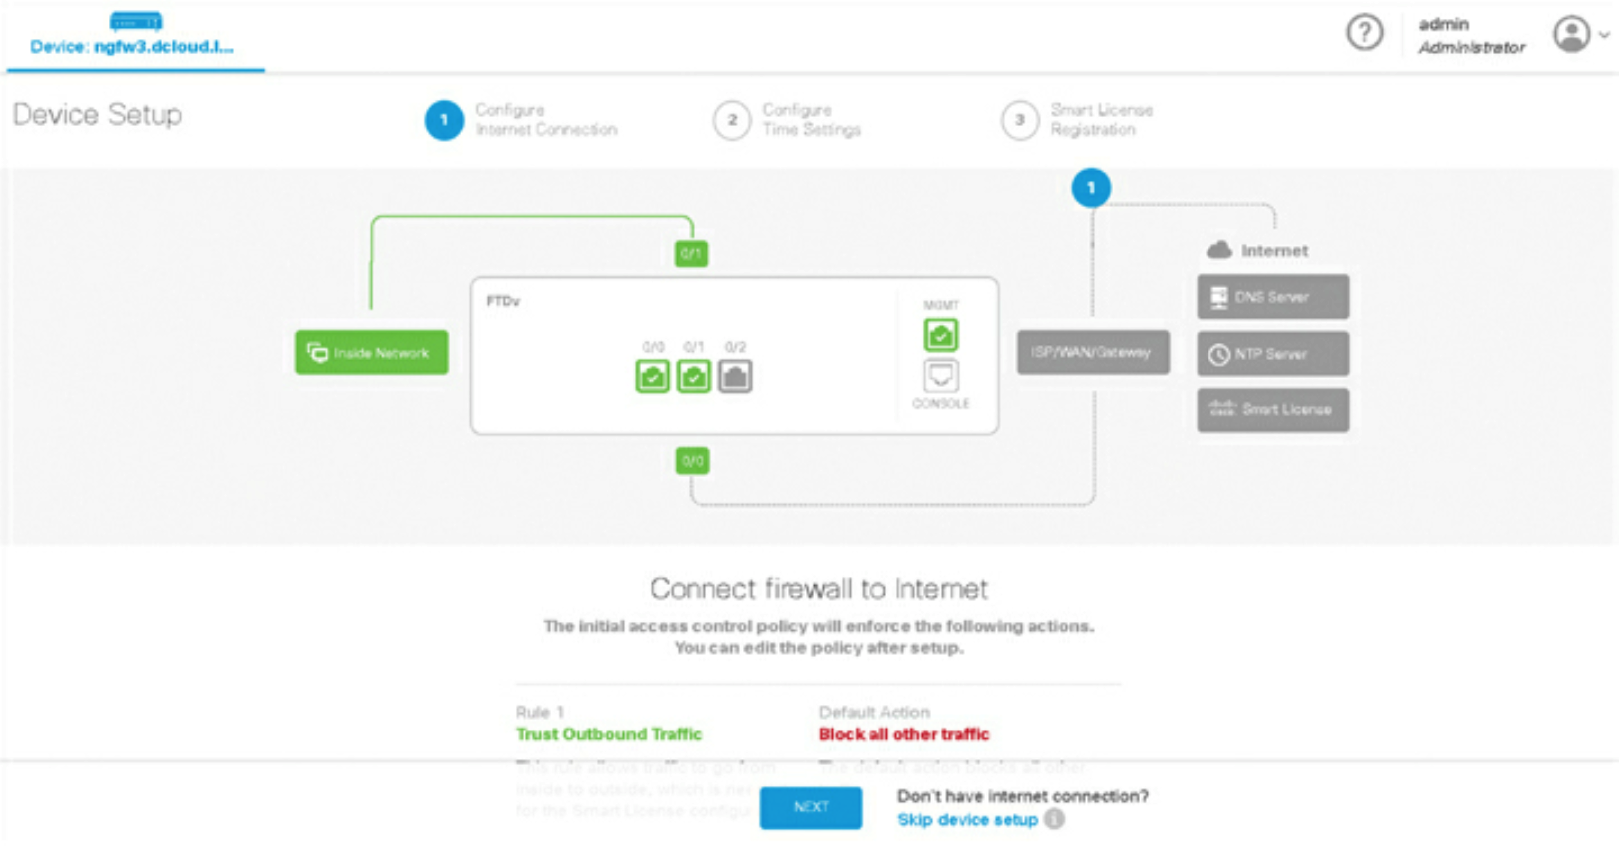 Device: ngfw3.dcloud.l...
admin
Administrator
Device Setup
1
Configure
Internet Connection
2
Configure
Time Settings
3
Smart License
Registration
1
Internet
0/1
FTDv
MGMT
DNS Server
Inside Network
0/0 0/1 0/2
ISP/WAN/Gateway
NTP Server
CONSOLE
Smart License
0/0
Connect firewall to Internet
The initial access control policy will enforce the following actions.
You can edit the policy after setup.
Rule 1
Trust Outbound Traffic
This rule allows traffic to go from
inside to outside, which is
for the Smart License
Default Action
Block all other traffic
The default action blocks all other
NEXT
Don't have internet connection?
Skip device setup